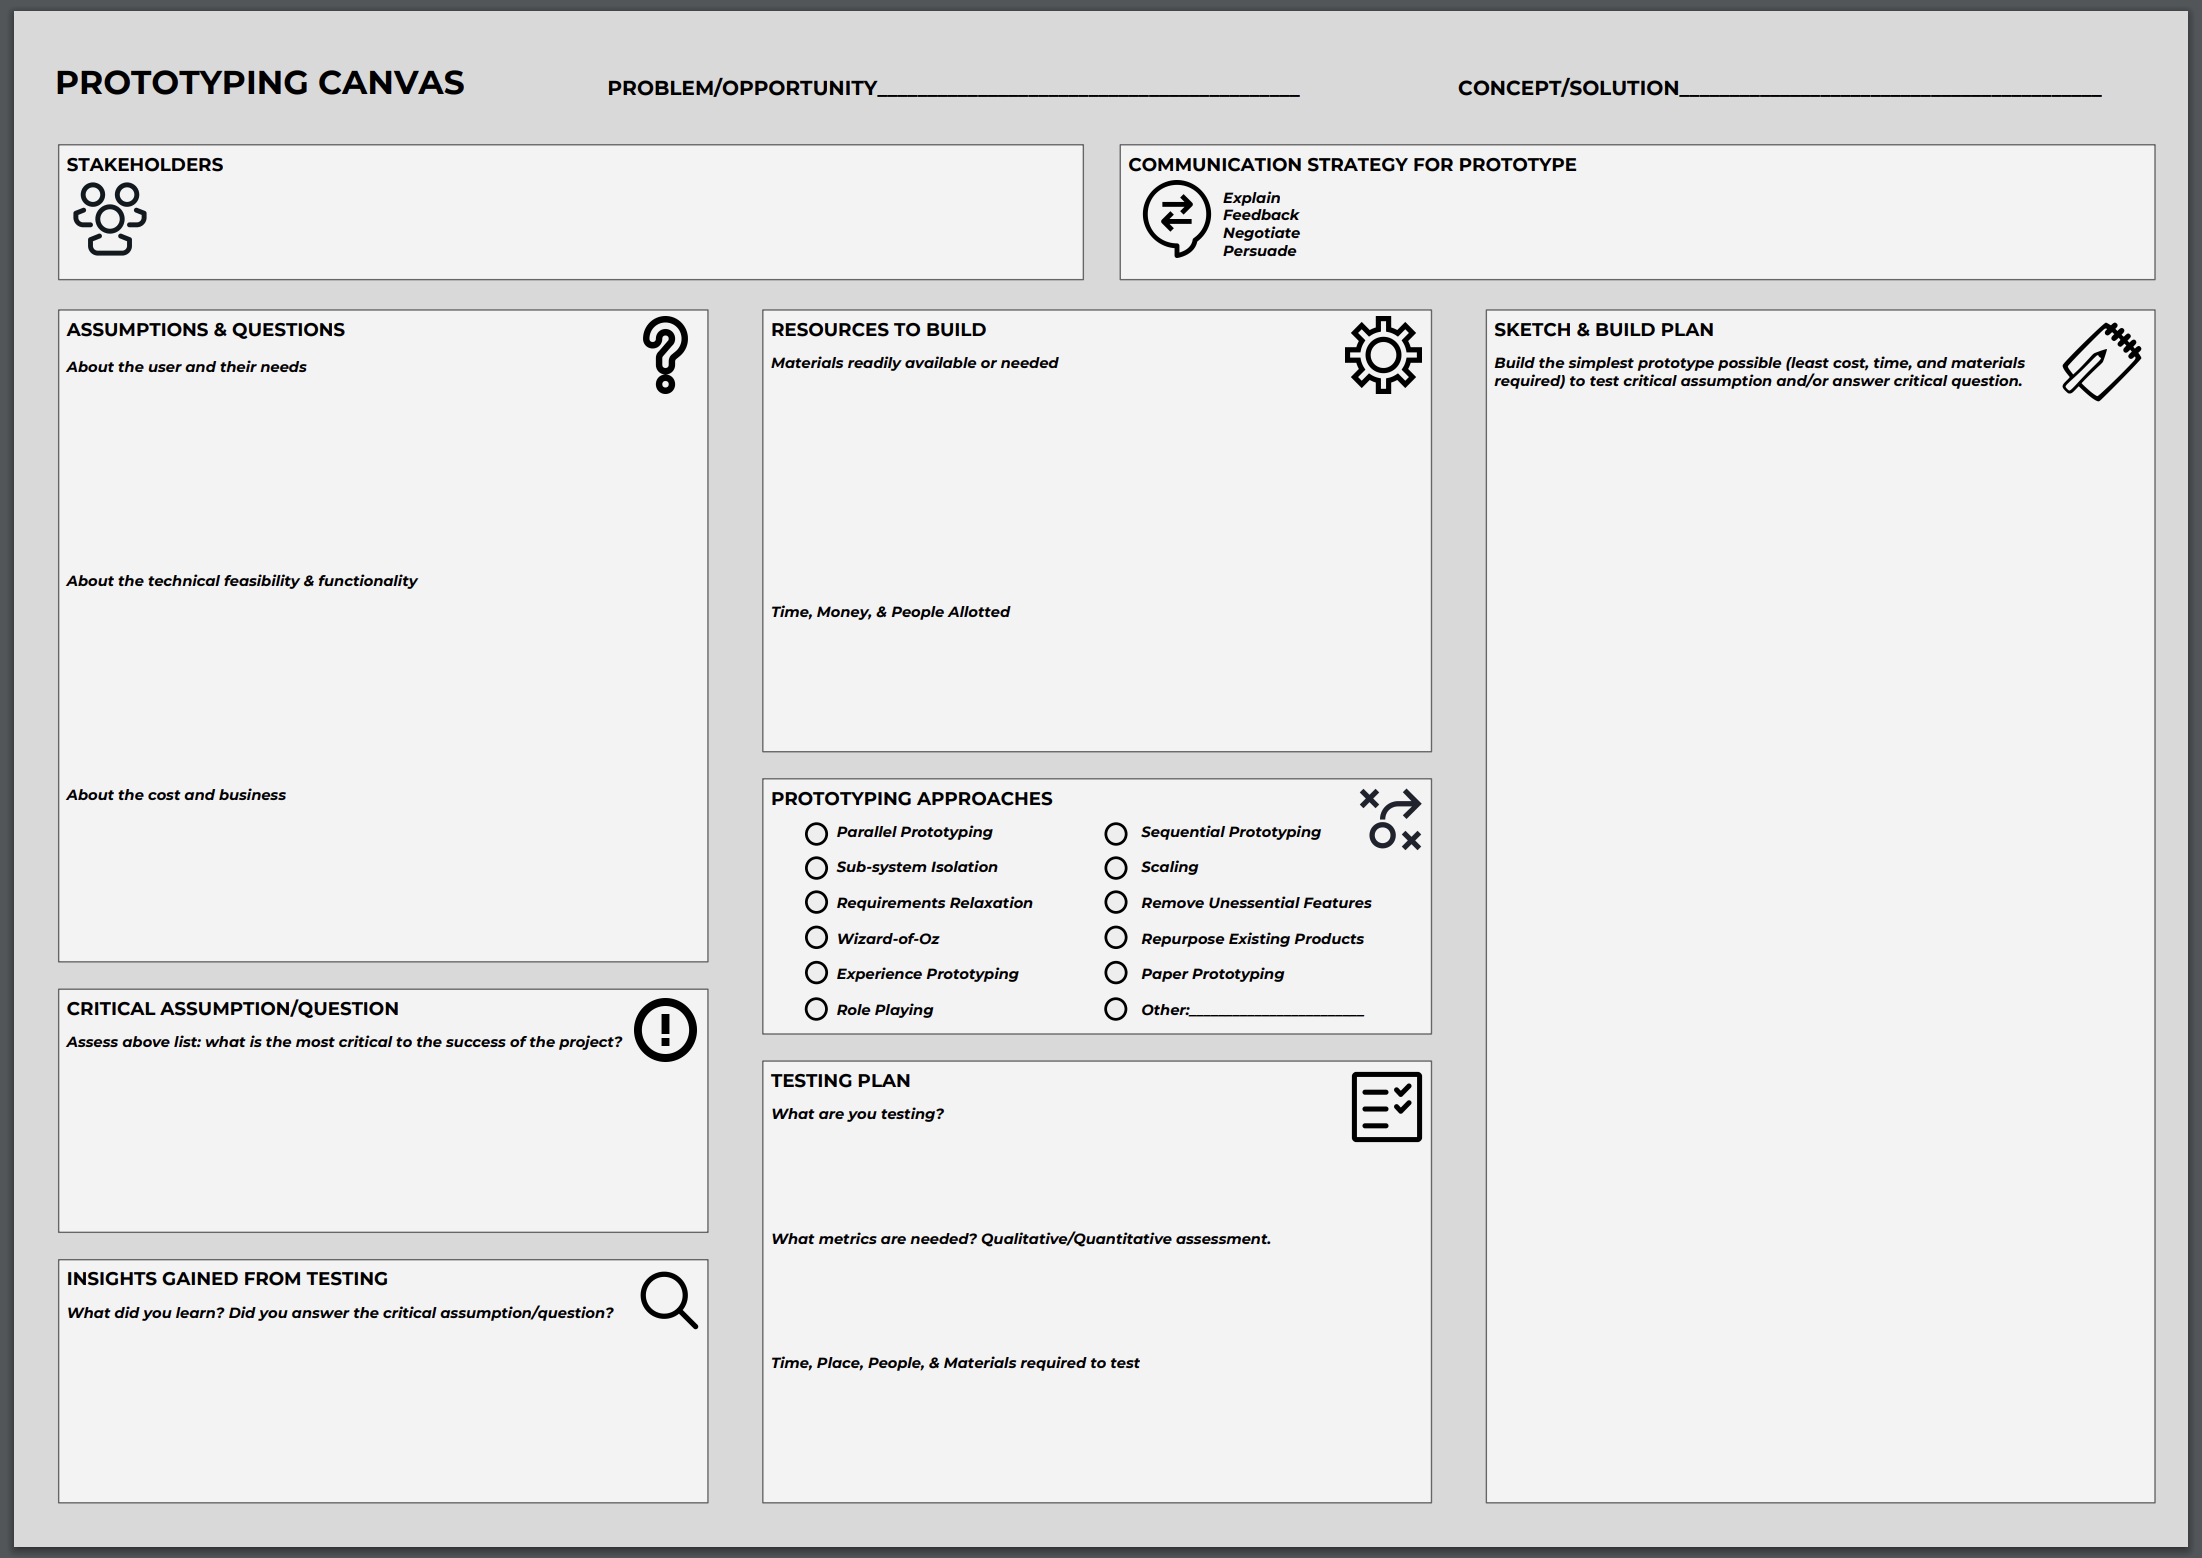 PROTOTYPING CANVAS
PROBLEM/OPPORTUNITY______________________________________
CONCEPT/SOLUTION______________________________________
STAKEHOLDERS
COMMUNICATION STRATEGY FOR PROTOTYPE
Explain
Feedback
Negotiate
Persuade
ASSUMPTIONS & QUESTIONS
About the user and their needs
About the technical feasibility & functionality
About the cost and business
CRITICAL ASSUMPTION/QUESTION
Assess above list: what is the most critical to the success of the project?
INSIGHTS GAINED FROM TESTING
What did you learn? Did you answer the critical assumption/question?
RESOURCES TO BUILD
Materials readily available or needed
Time, Money, & People Allotted
PROTOTYPING APPROACHES
Parallel Prototyping
Sub-system Isolation
Requirements Relaxation
Wizard-of-Oz
Experience Prototyping
Role Playing
Sequential Prototyping
Scaling
Remove Unessential Features
Repurpose Existing Products
Paper Prototyping
Other:______________________
TESTING PLAN
What are you testing?
What metrics are needed? Qualitative/Quantitative assessment.
Time, Place, People, & Materials required to test
SKETCH & BUILD PLAN
Build the simplest prototype possible (least cost, time, and materials
required) to test critical assumption and/or answer critical question.